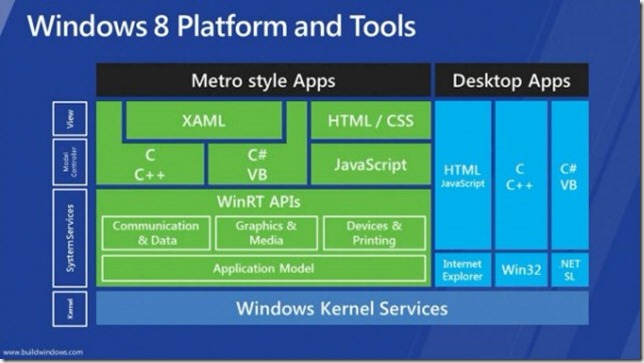 Windows 8 Platform and Tools
Metro style Apps
Desktop Apps
View
XAML
HTML / CSS
Model
Controller
C
C++
C#
VB
JavaScript
HTML
JavaScript
C
C++
C#
VB
System Services
WinRT APIs
Communication
& Data
Graphics &
Media
Devices &
Printing
Application Model
Internet
Explorer
Win32
.NET
SL
Kernel
Windows Kernel Services
www.buildwindows.com